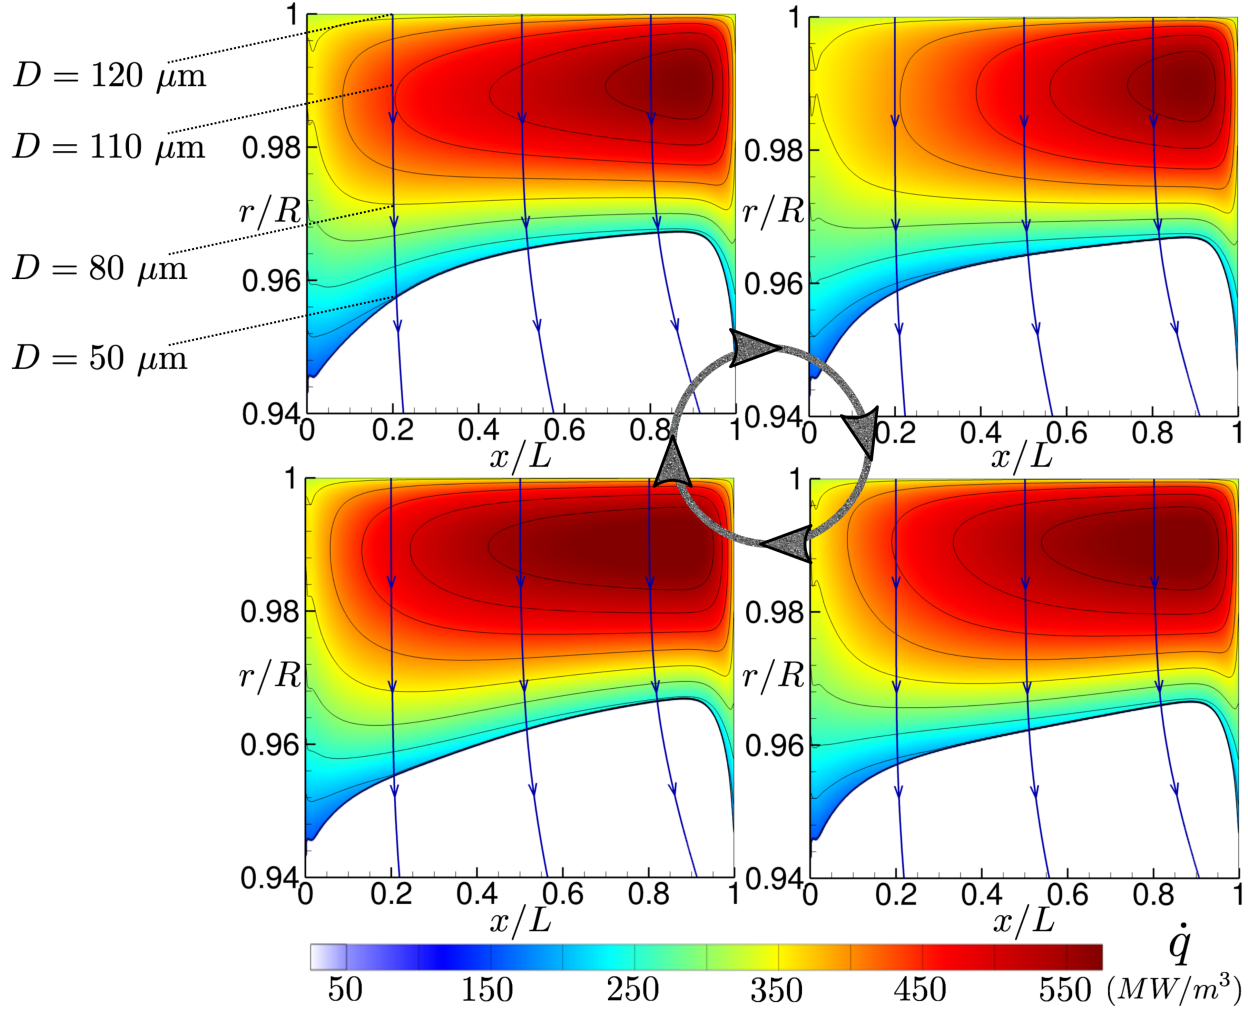 D = 120 μm
D = 110 μm
D = 80 μm
D = 50 μm
1
0.98
r/R
0.96
0.94
0 0.2 0.4 0.6 0.8 1
x/L
1
0.98
r/R
0.96
0.94
0 0.2 0.4 0.6 0.8 1
x/L
1
0.98
r/R
0.96
0.94
0 0.2 0.4 0.6 0.8 1
x/L
1
0.98
r/R
0.96
0.94
0 0.2 0.4 0.6 0.8 1
x/L
q̇
50 150 250 350 450 550 (MW/m³)